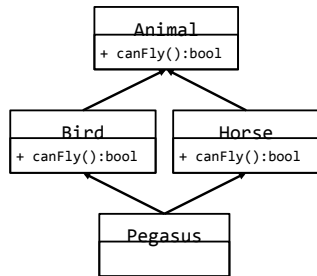 Animal
+ canFly():bool
Bird
+ canFly():bool
Horse
+ canFly():bool
Pegasus